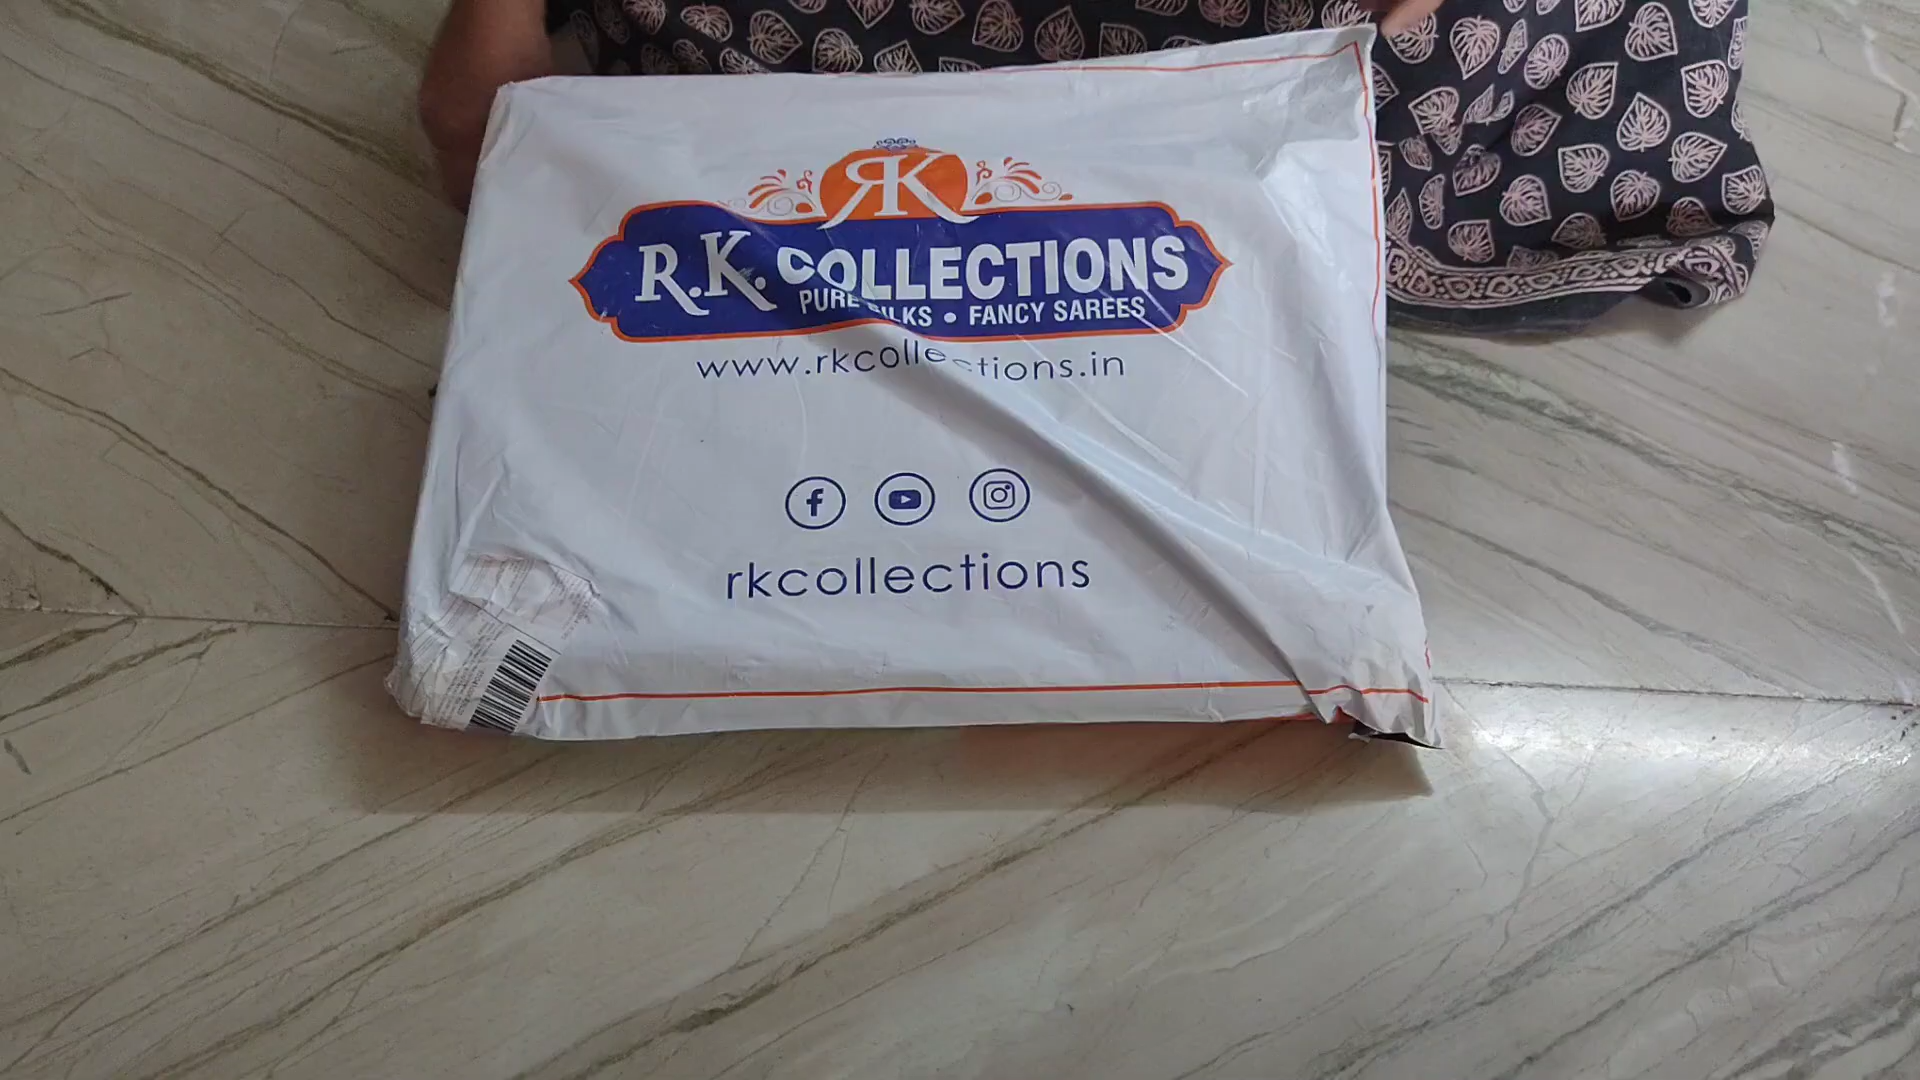 RK
R.K. COLLECTIONS
PURE SILKS • FANCY SAREES
www.rkcollections.in
rkcollections